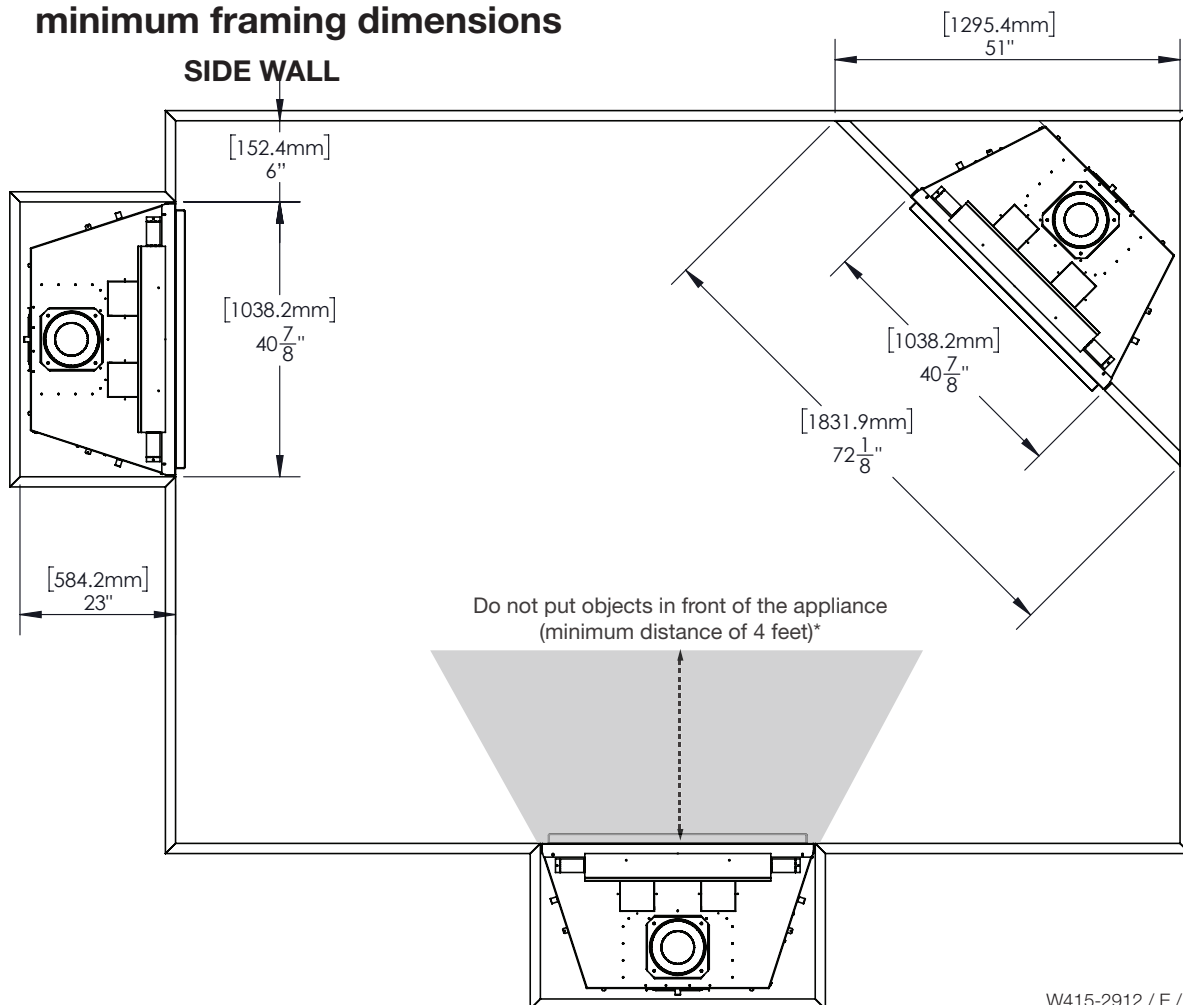 minimum framing dimensions
SIDE WALL
[1295.4mm]
51"
[152.4mm]
6"
[1038.2mm]
40 7/8"
[1038.2mm]
40 7/8"
[1831.9mm]
72 1/8"
[584.2mm]
23"
Do not put objects in front of the appliance
(minimum distance of 4 feet)*
W415-2912 / E /